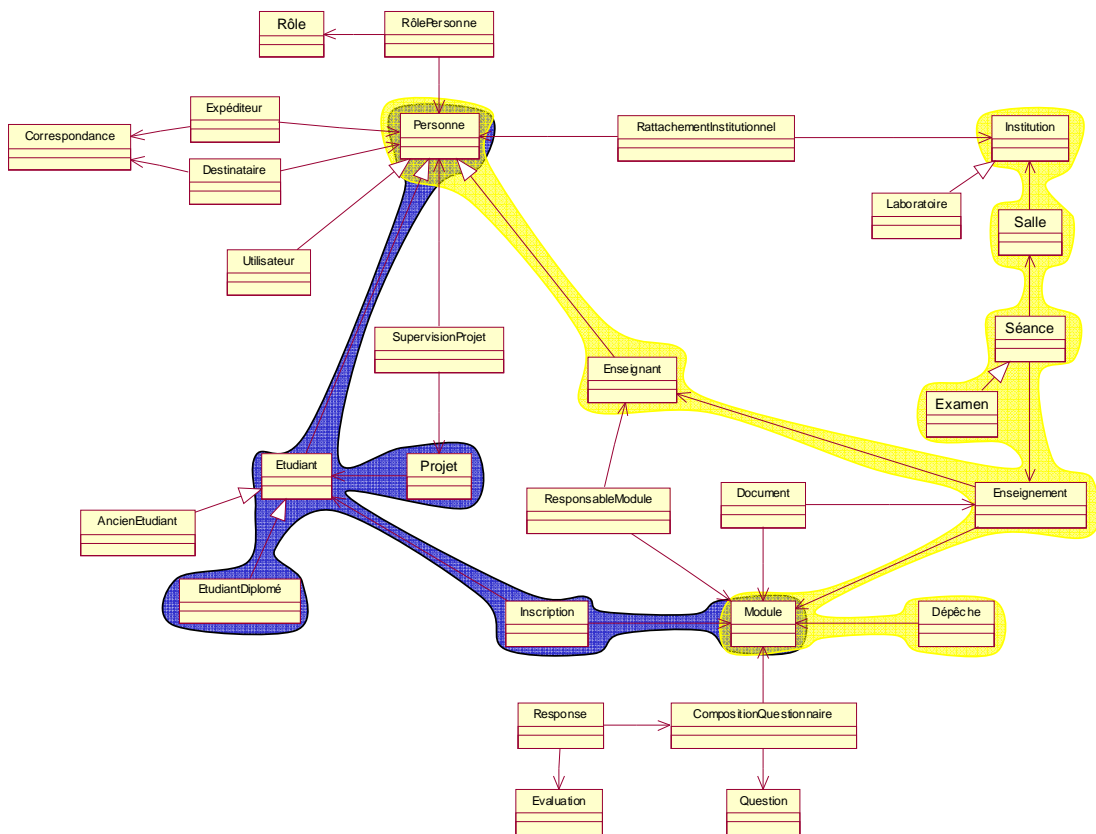 Rôle
RôlePersonne
Expéditeur
Correspondance
Personne
RattachementInstitutionnel
Institution
Destinataire
Laboratoire
Salle
Utilisateur
SupervisionProjet
Séance
Enseignant
Examen
Etudiant
Projet
AncienEtudiant
ResponsableModule
Document
Enseignement
EtudiantDiplomé
Inscription
Module
Dépêche
Response
CompositionQuestionnaire
Evaluation
Question